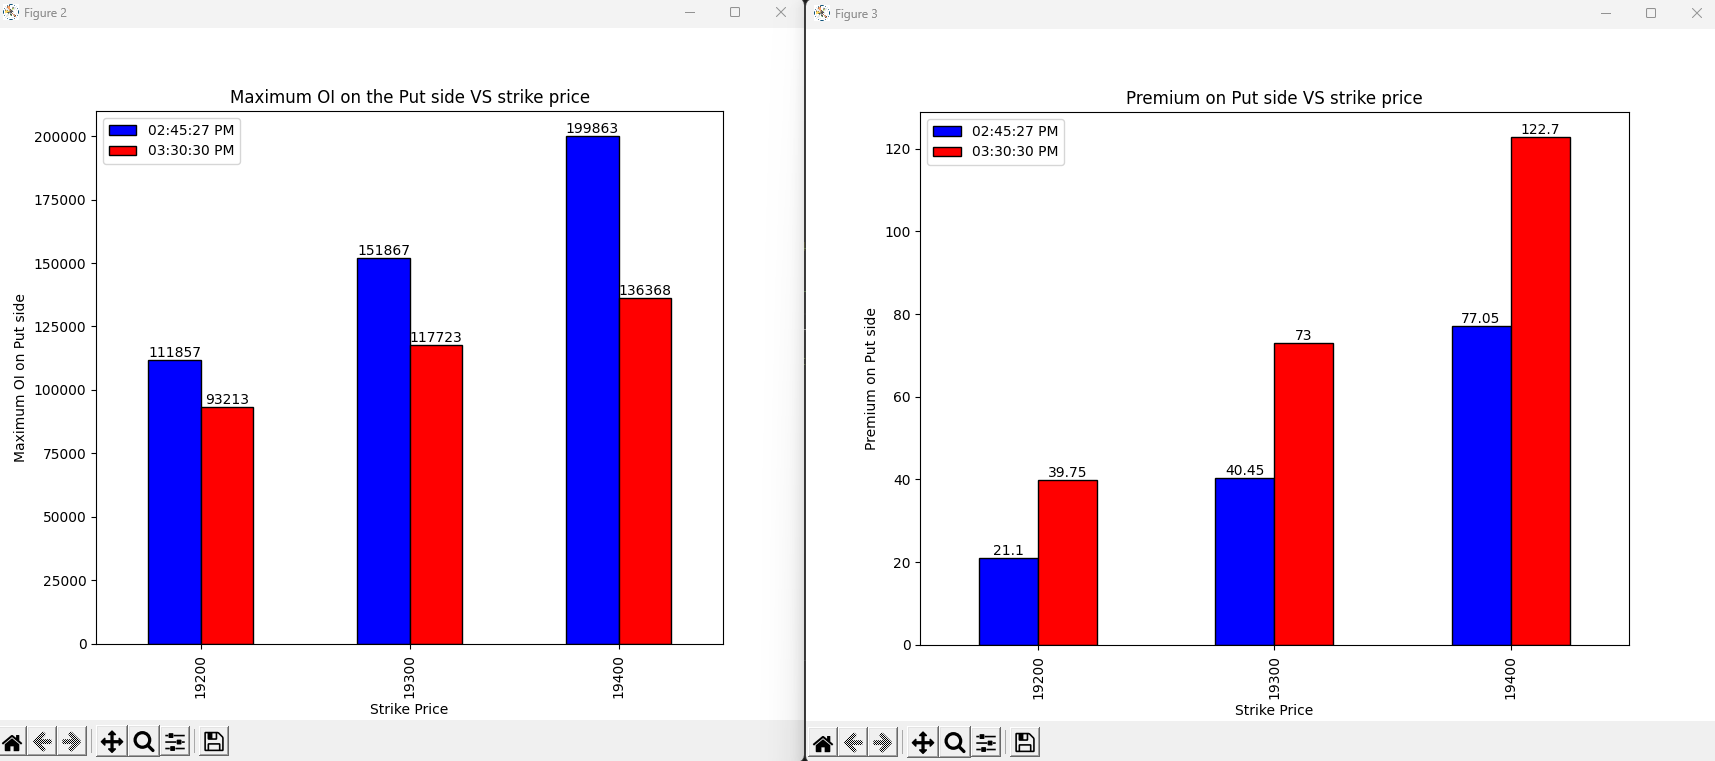 Figure 2
Maximum OI on the Put side VS strike price
02:45:27 PM
03:30:30 PM
Maximum OI on Put side
200000
175000
150000
125000
100000
75000
50000
25000
0
111857
93213
151867
117723
199863
136368
19200
19300
19400
Strike Price
Figure 3
Premium on Put side VS strike price
02:45:27 PM
03:30:30 PM
Premium on Put side
120
100
80
60
40
20
0
21.1
39.75
40.45
73
77.05
122.7
19200
19300
19400
Strike Price